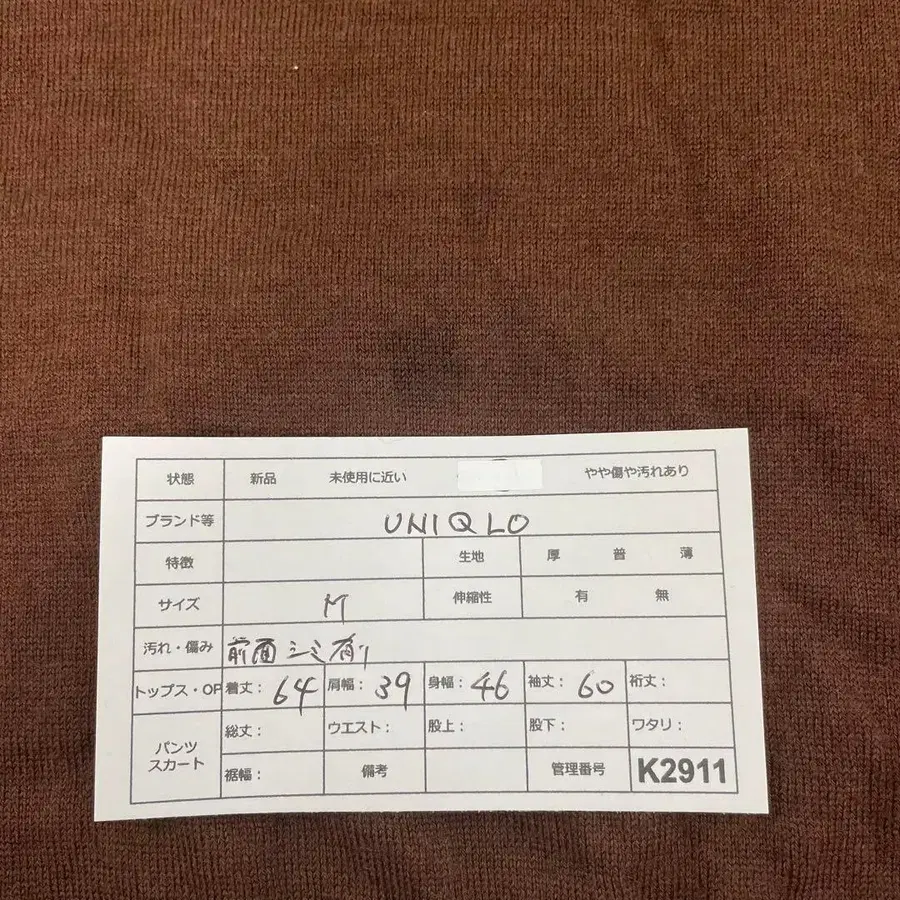 状態 新品 未使用に近い やや傷や汚れあり
ブランド等 UNIQLO
特徴 生地 厚 普 薄
サイズ M 伸縮性 有 無
汚れ・傷み 前面シミ有り
トップス・OP 着丈： 64 肩幅： 39 身幅： 46 袖丈： 60 裄丈：
パンツ スカート 総丈： ウエスト： 股上： 股下： ワタリ：
裾幅： 備考 管理番号 K2911